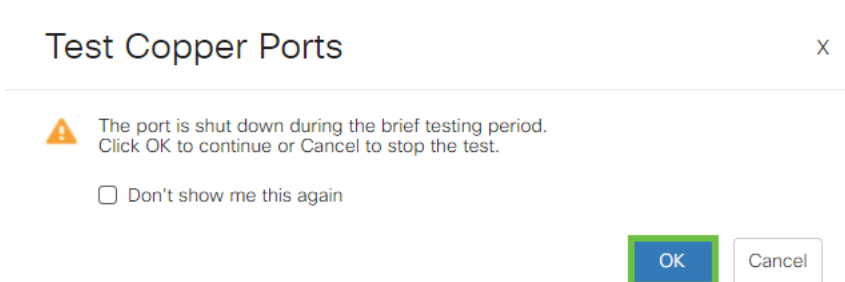 Test Copper Ports
X
The port is shut down during the brief testing period.
Click OK to continue or Cancel to stop the test.
Don't show me this again
OK
Cancel